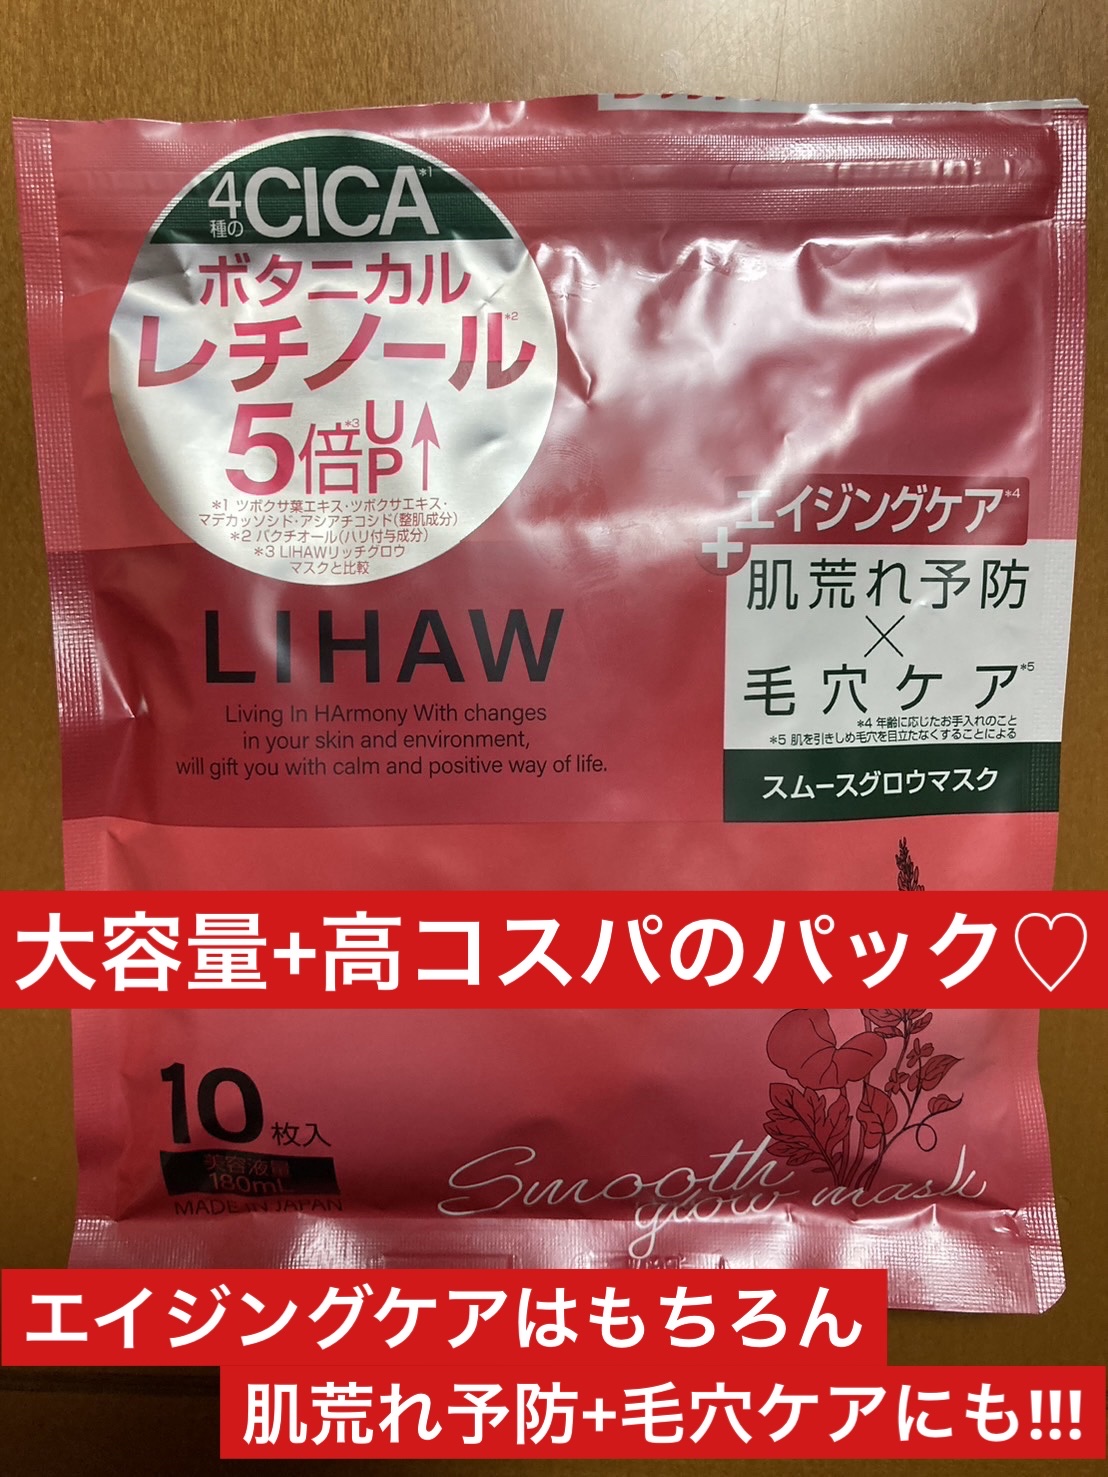 4種のCICA*1
ボタニカル
レチノール*2
5倍*3UP↑
*1 ツボクサ葉エキス・ツボクサエキス・
マデカッソシド・アシアチコシド(整肌成分)
*2 バクチオール(ハリ付与成分)
*3 LIHAWリッチグロウ
マスクと比較
エイジングケア*4
+
肌荒れ予防
×
毛穴ケア*5
*4 年齢に応じたお手入れのこと
*5 肌を引きしめ毛穴を目立たなくすることによる
スムースグロウマスク
LIHAW
Living In HArmony With changes
in your skin and environment,
will gift you with calm and positive way of life.
大容量+高コスパのパック♡
10枚入
美容液量
180mL
MADE IN JAPAN
Smooth
glow mask
エイジングケアはもちろん
肌荒れ予防+毛穴ケアにも!!!